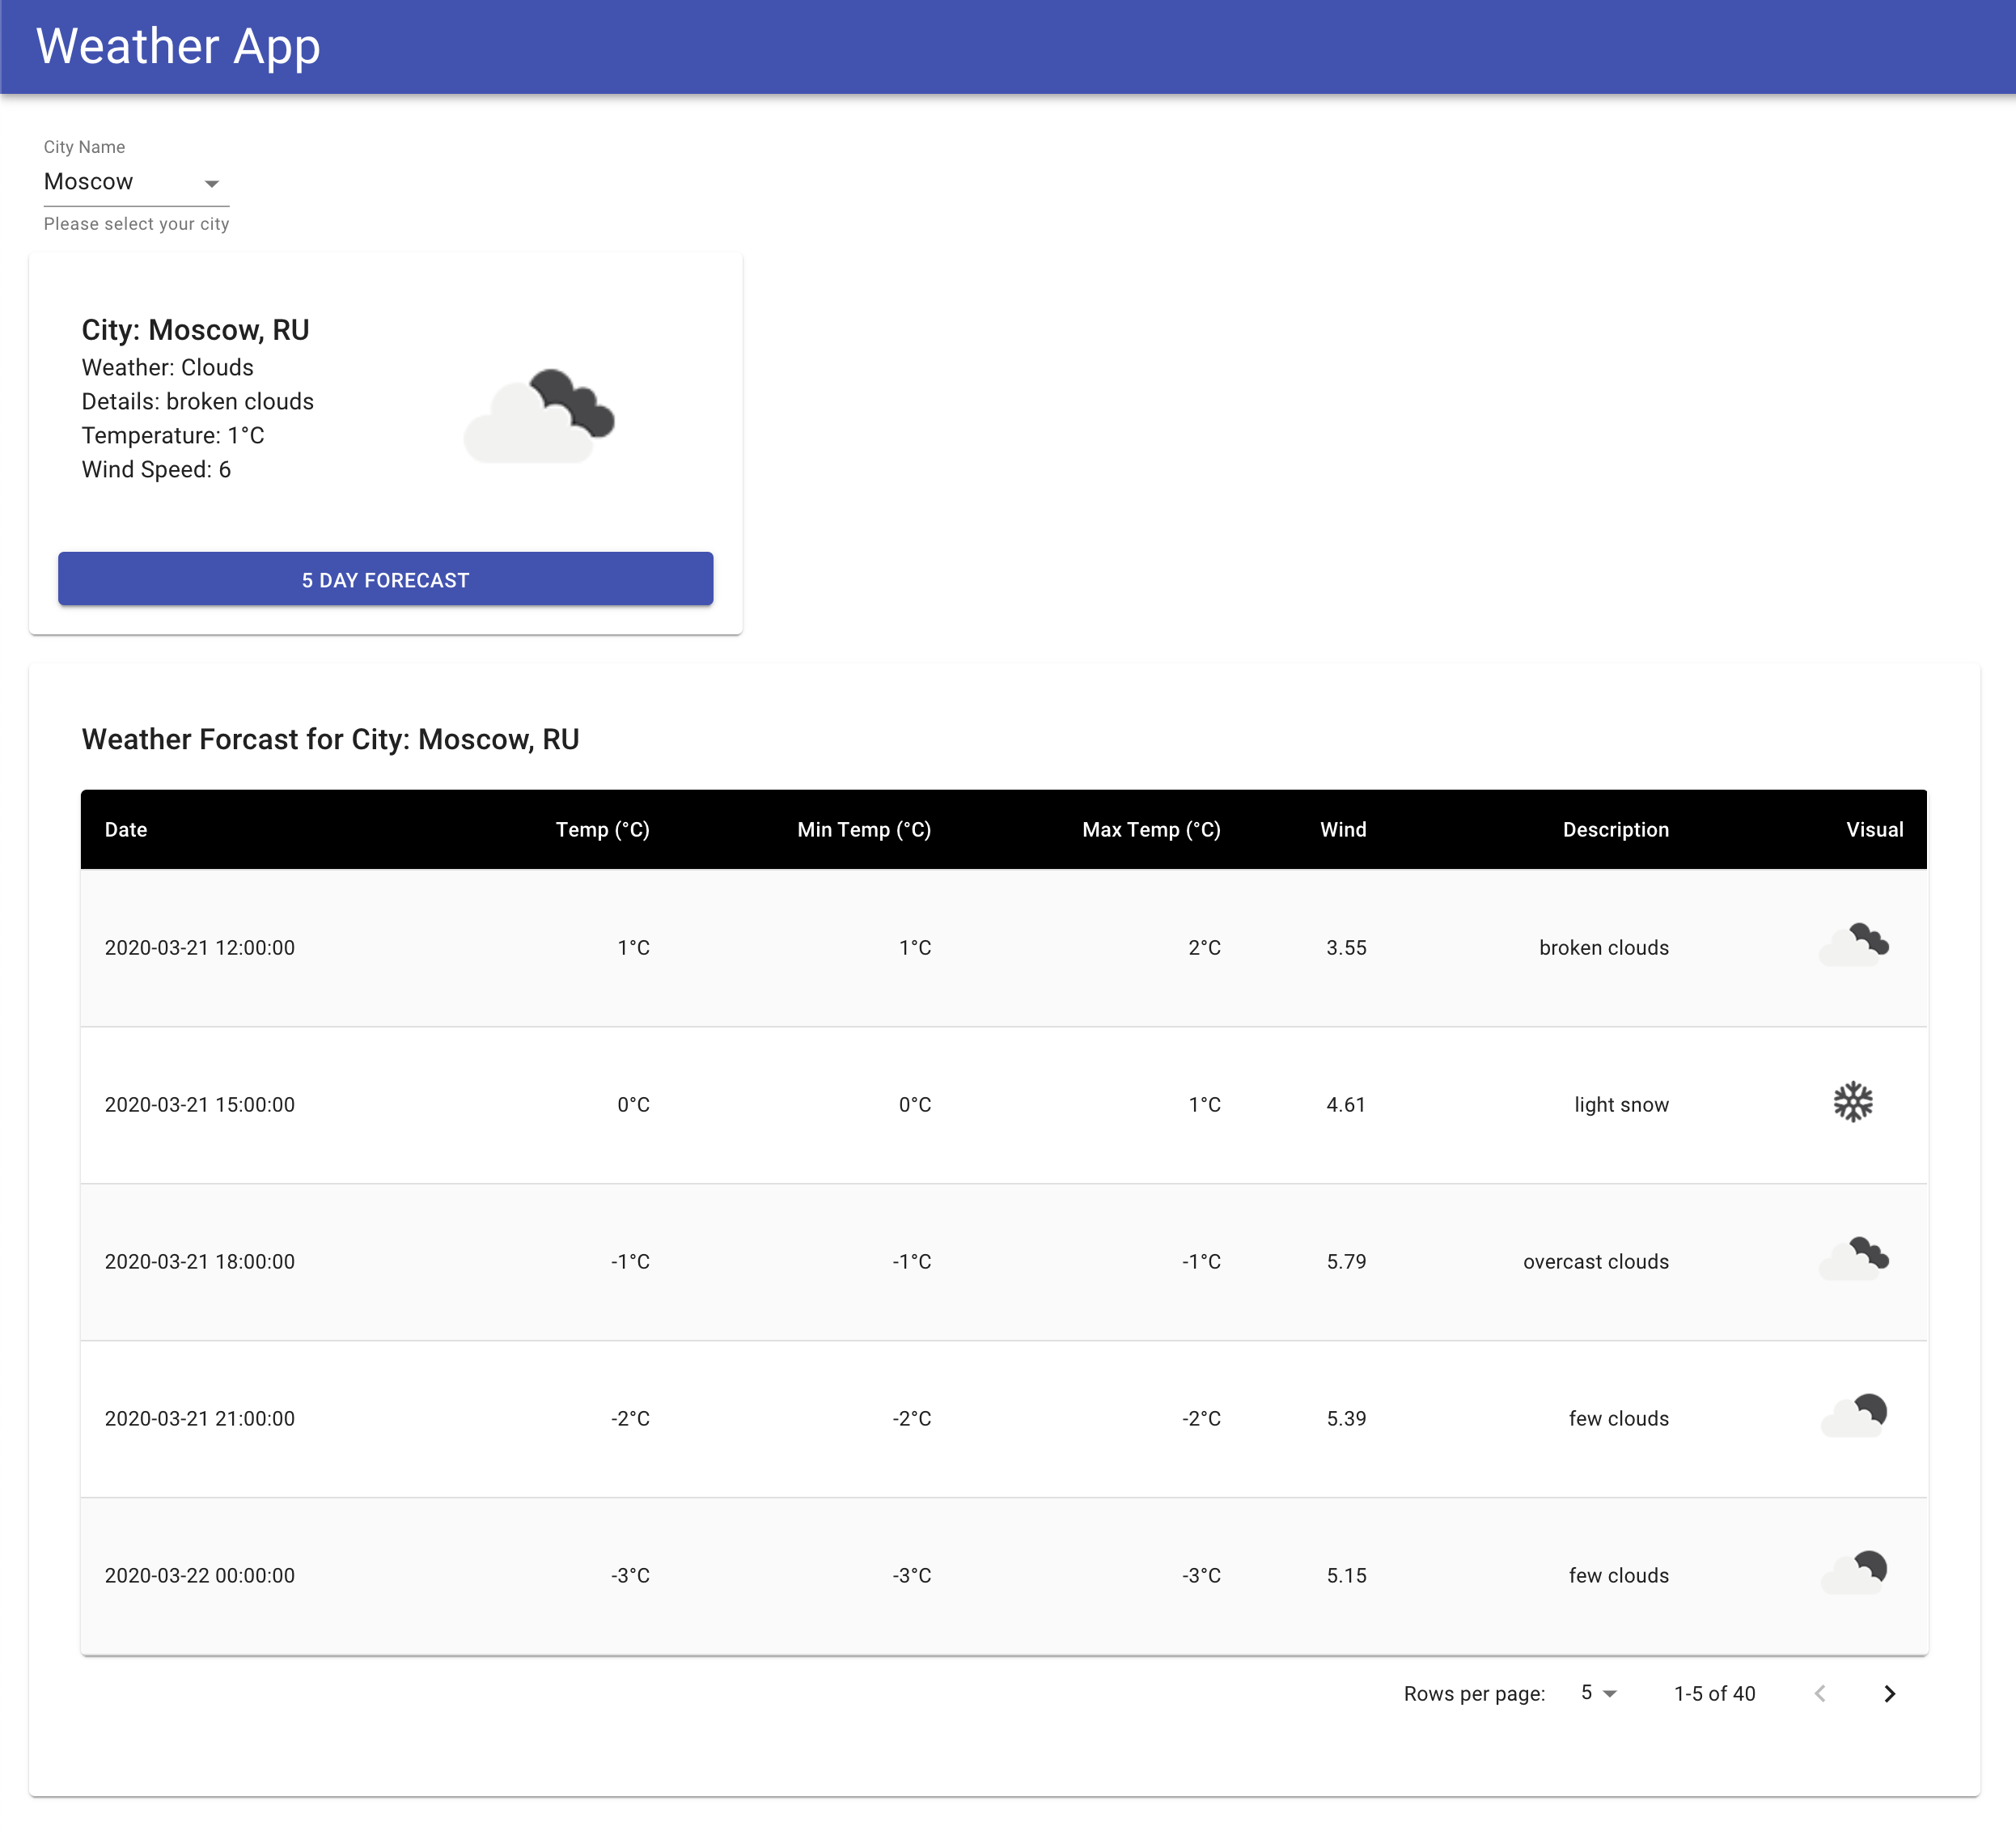 Weather App
City Name
Moscow
Please select your city
City: Moscow, RU
Weather: Clouds
Details: broken clouds
Temperature: 1°C
Wind Speed: 6
5 DAY FORECAST
Weather Forcast for City: Moscow, RU
Date Temp (°C) Min Temp (°C) Max Temp (°C) Wind Description Visual
2020-03-21 12:00:00 1°C 1°C 2°C 3.55 broken clouds
2020-03-21 15:00:00 0°C 0°C 1°C 4.61 light snow
2020-03-21 18:00:00 -1°C -1°C -1°C 5.79 overcast clouds
2020-03-21 21:00:00 -2°C -2°C -2°C 5.39 few clouds
2020-03-22 00:00:00 -3°C -3°C -3°C 5.15 few clouds
Rows per page: 5 1-5 of 40